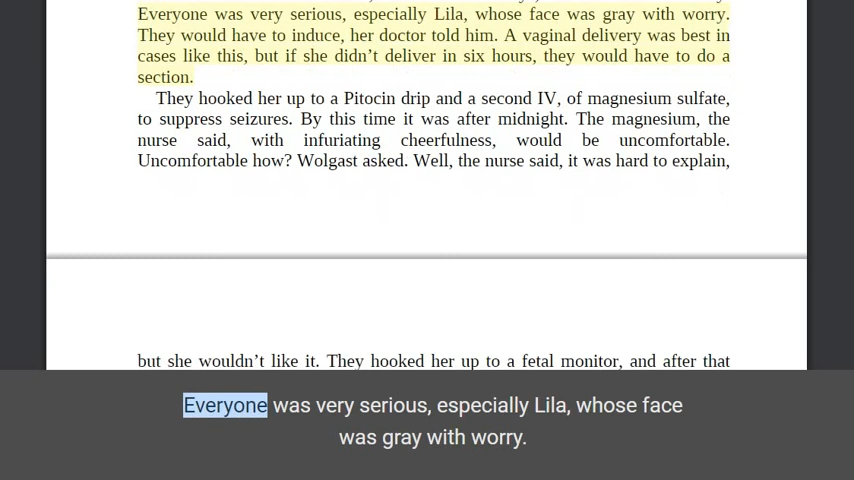 Everyone was very serious, especially Lila, whose face was gray with worry.
They would have to induce, her doctor told him. A vaginal delivery was best in
cases like this, but if she didn’t deliver in six hours, they would have to do a
section.
They hooked her up to a Pitocin drip and a second IV, of magnesium sulfate,
to suppress seizures. By this time it was after midnight. The magnesium, the
nurse said, with infuriating cheerfulness, would be uncomfortable.
Uncomfortable how? Wolgast asked. Well, the nurse said, it was hard to explain,
but she wouldn’t like it. They hooked her up to a fetal monitor, and after that
Everyone was very serious, especially Lila, whose face
was gray with worry.